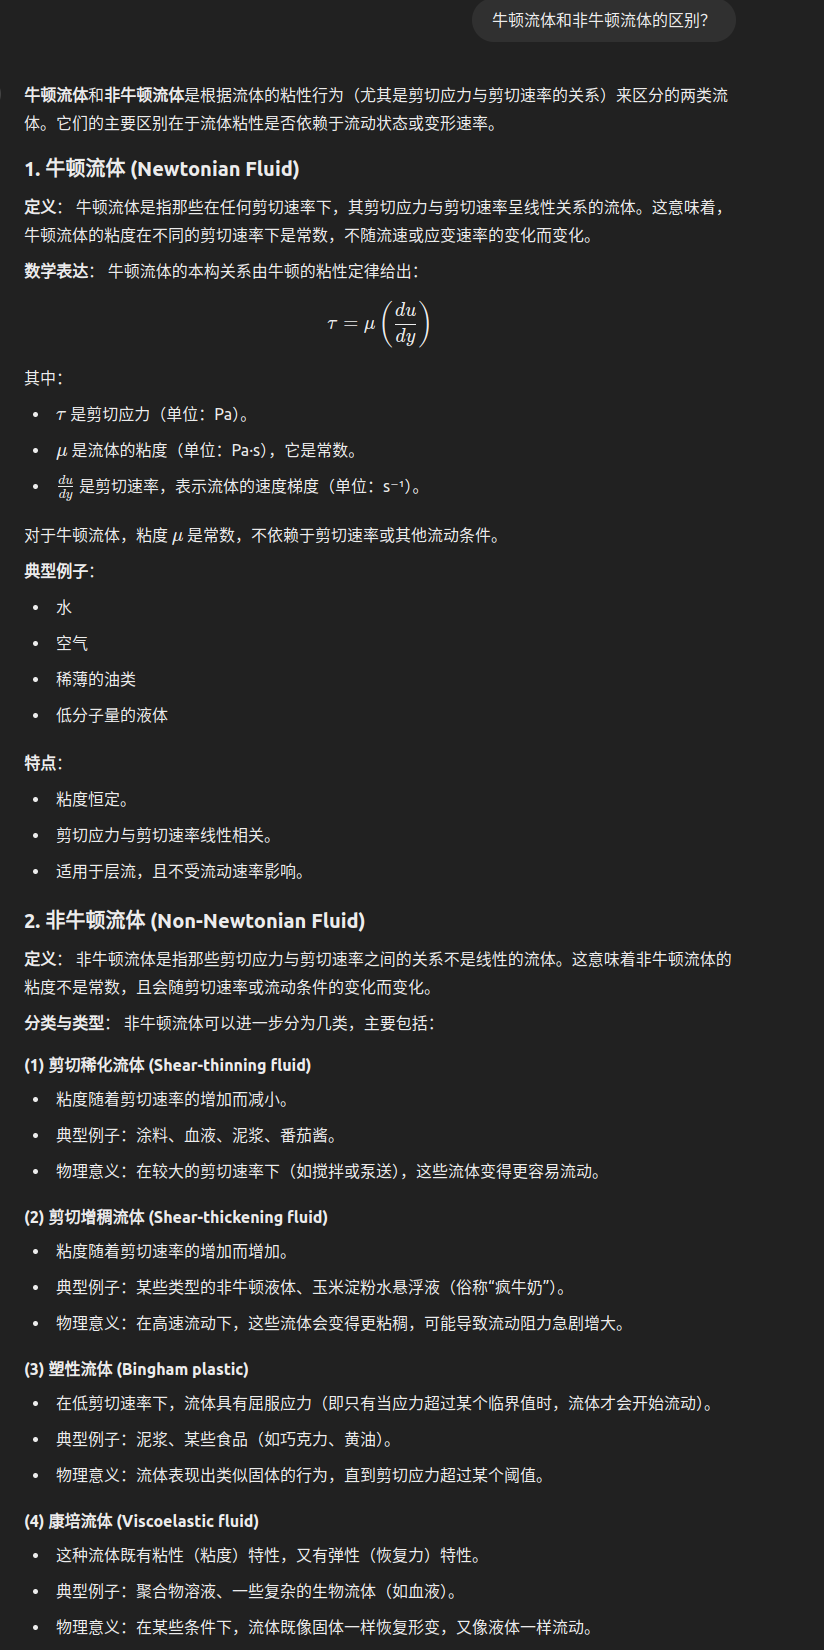 牛顿流体和非牛顿流体的区别？
牛顿流体和非牛顿流体是根据流体的粘性行为（尤其是剪切应力与剪切速率的关系）来区分的两类流
体。它们的主要区别在于流体粘性是否依赖于流动状态或变形速率。
1. 牛顿流体 (Newtonian Fluid)
定义： 牛顿流体是指那些在任何剪切速率下，其剪切应力与剪切速率呈线性关系的流体。这意味着，
牛顿流体的粘度在不同的剪切速率下是常数，不随流速或应变速率的变化而变化。
数学表达： 牛顿流体的本构关系由牛顿的粘性定律给出：
τ = μ (du/dy)
其中：
• τ 是剪切应力（单位：Pa）。
• μ 是流体的粘度（单位：Pa·s），它是常数。
• du/dy 是剪切速率，表示流体的速度梯度（单位：s⁻¹）。
对于牛顿流体，粘度 μ 是常数，不依赖于剪切速率或其他流动条件。
典型例子：
• 水
• 空气
• 稀薄的油类
• 低分子量的液体
特点：
• 粘度恒定。
• 剪切应力与剪切速率线性相关。
• 适用于层流，且不受流动速率影响。
2. 非牛顿流体 (Non-Newtonian Fluid)
定义： 非牛顿流体是指那些剪切应力与剪切速率之间的关系不是线性的流体。这意味着非牛顿流体的
粘度不是常数，且会随剪切速率或流动条件的变化而变化。
分类与类型： 非牛顿流体可以进一步分为几类，主要包括：
(1) 剪切稀化流体 (Shear-thinning fluid)
• 粘度随着剪切速率的增加而减小。
• 典型例子：涂料、血液、泥浆、番茄酱。
• 物理意义：在较大的剪切速率下（如搅拌或泵送），这些流体变得更容易流动。
(2) 剪切增稠流体 (Shear-thickening fluid)
• 粘度随着剪切速率的增加而增加。
• 典型例子：某些类型的非牛顿液体、玉米淀粉水悬浮液（俗称“疯牛奶”）。
• 物理意义：在高速流动下，这些流体会变得更粘稠，可能导致流动阻力急剧增大。
(3) 塑性流体 (Bingham plastic)
• 在低剪切速率下，流体具有屈服应力（即只有当应力超过某个临界值时，流体才会开始流动）。
• 典型例子：泥浆、某些食品（如巧克力、黄油）。
• 物理意义：流体表现出类似固体的行为，直到剪切应力超过某个阈值。
(4) 康培流体 (Viscoelastic fluid)
• 这种流体既有粘性（粘度）特性，又有弹性（恢复力）特性。
• 典型例子：聚合物溶液、一些复杂的生物流体（如血液）。
• 物理意义：在某些条件下，流体既像固体一样恢复形变，又像液体一样流动。